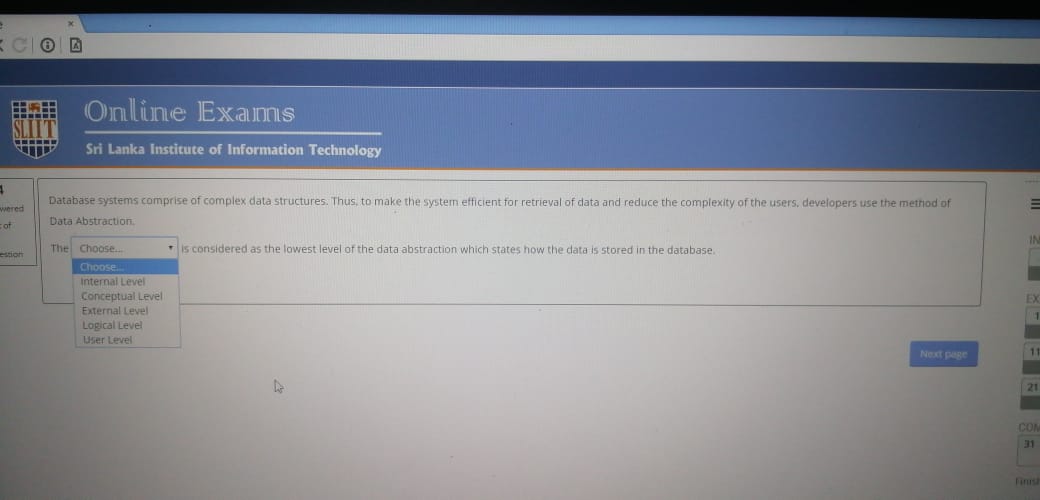 Online Exams
SLIIT
Sri Lanka Institute of Information Technology
wered
of
estion
Database systems comprise of complex data structures. Thus, to make the system efficient for retrieval of data and reduce the complexity of the users, developers use the method of
Data Abstraction.
The Choose... is considered as the lowest level of the data abstraction which states how the data is stored in the database.
Choose...
Internal Level
Conceptual Level
External Level
Logical Level
User Level
Next page
IN
EX
1
11
21
COM
31
Finish